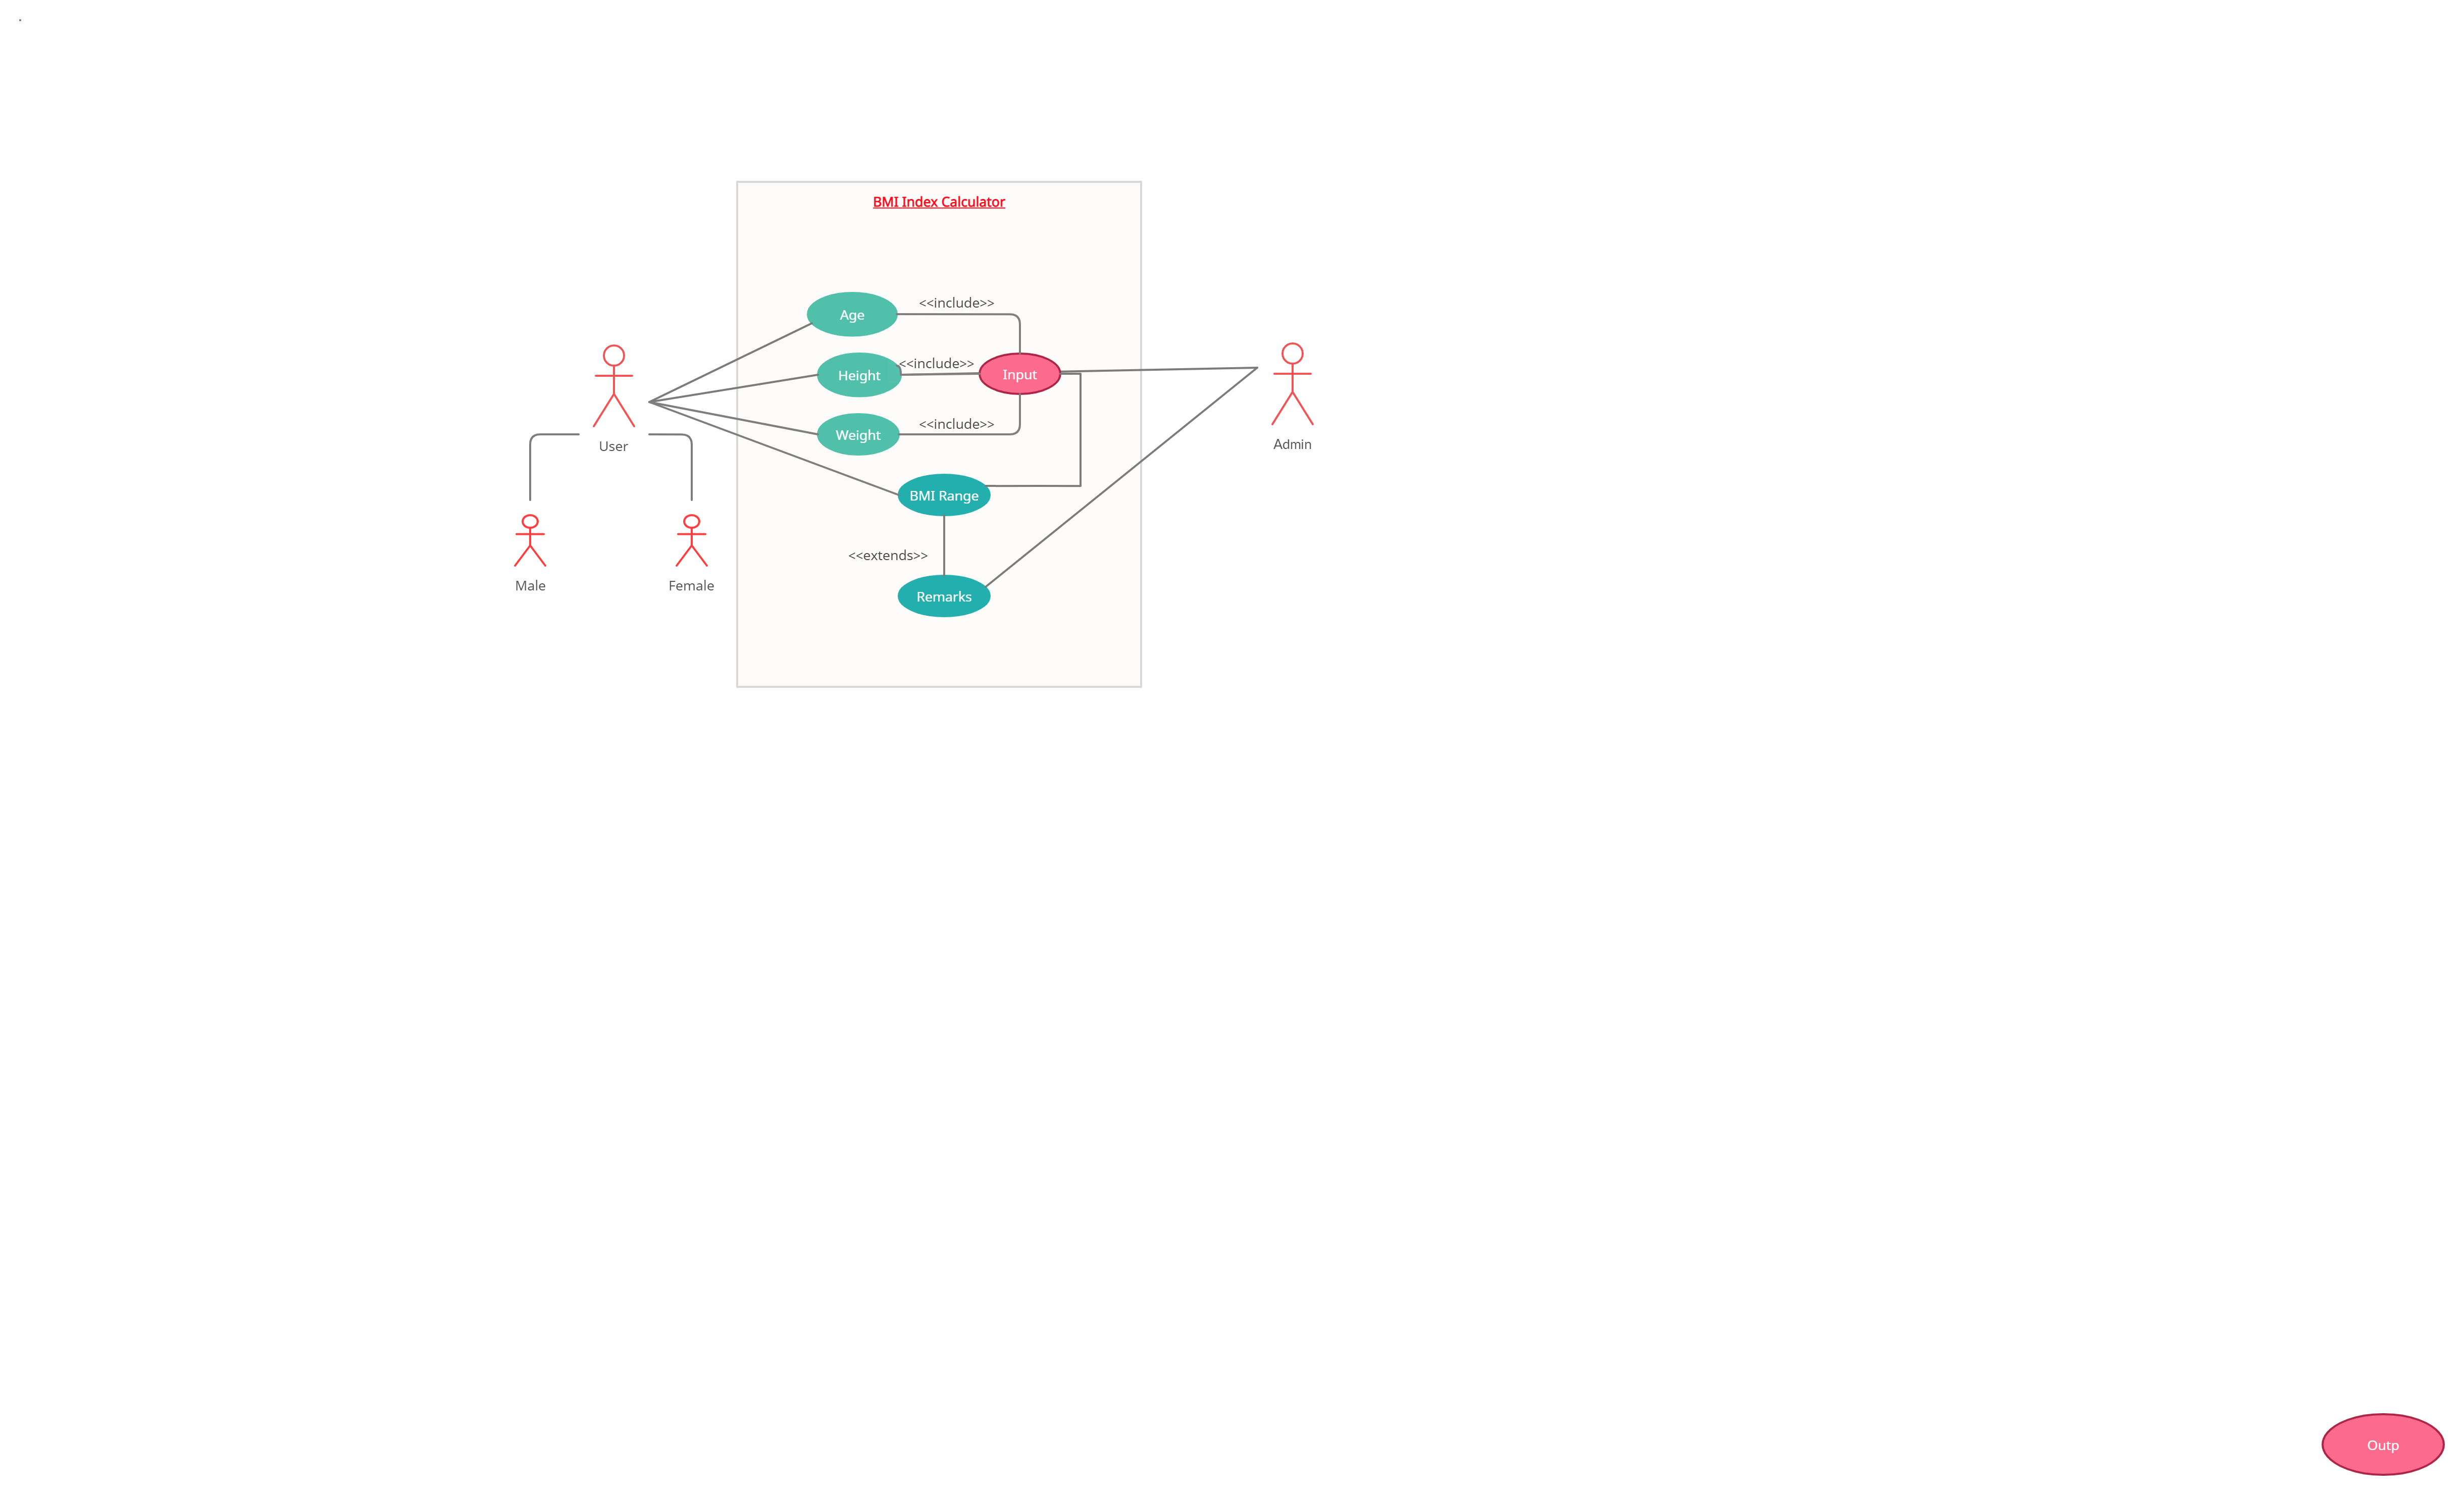 .
BMI Index Calculator
<<include>>
Age
<<include>>
Height
Input
<<include>>
Weight
User
Admin
BMI Range
<<extends>>
Male
Female
Remarks
Outp